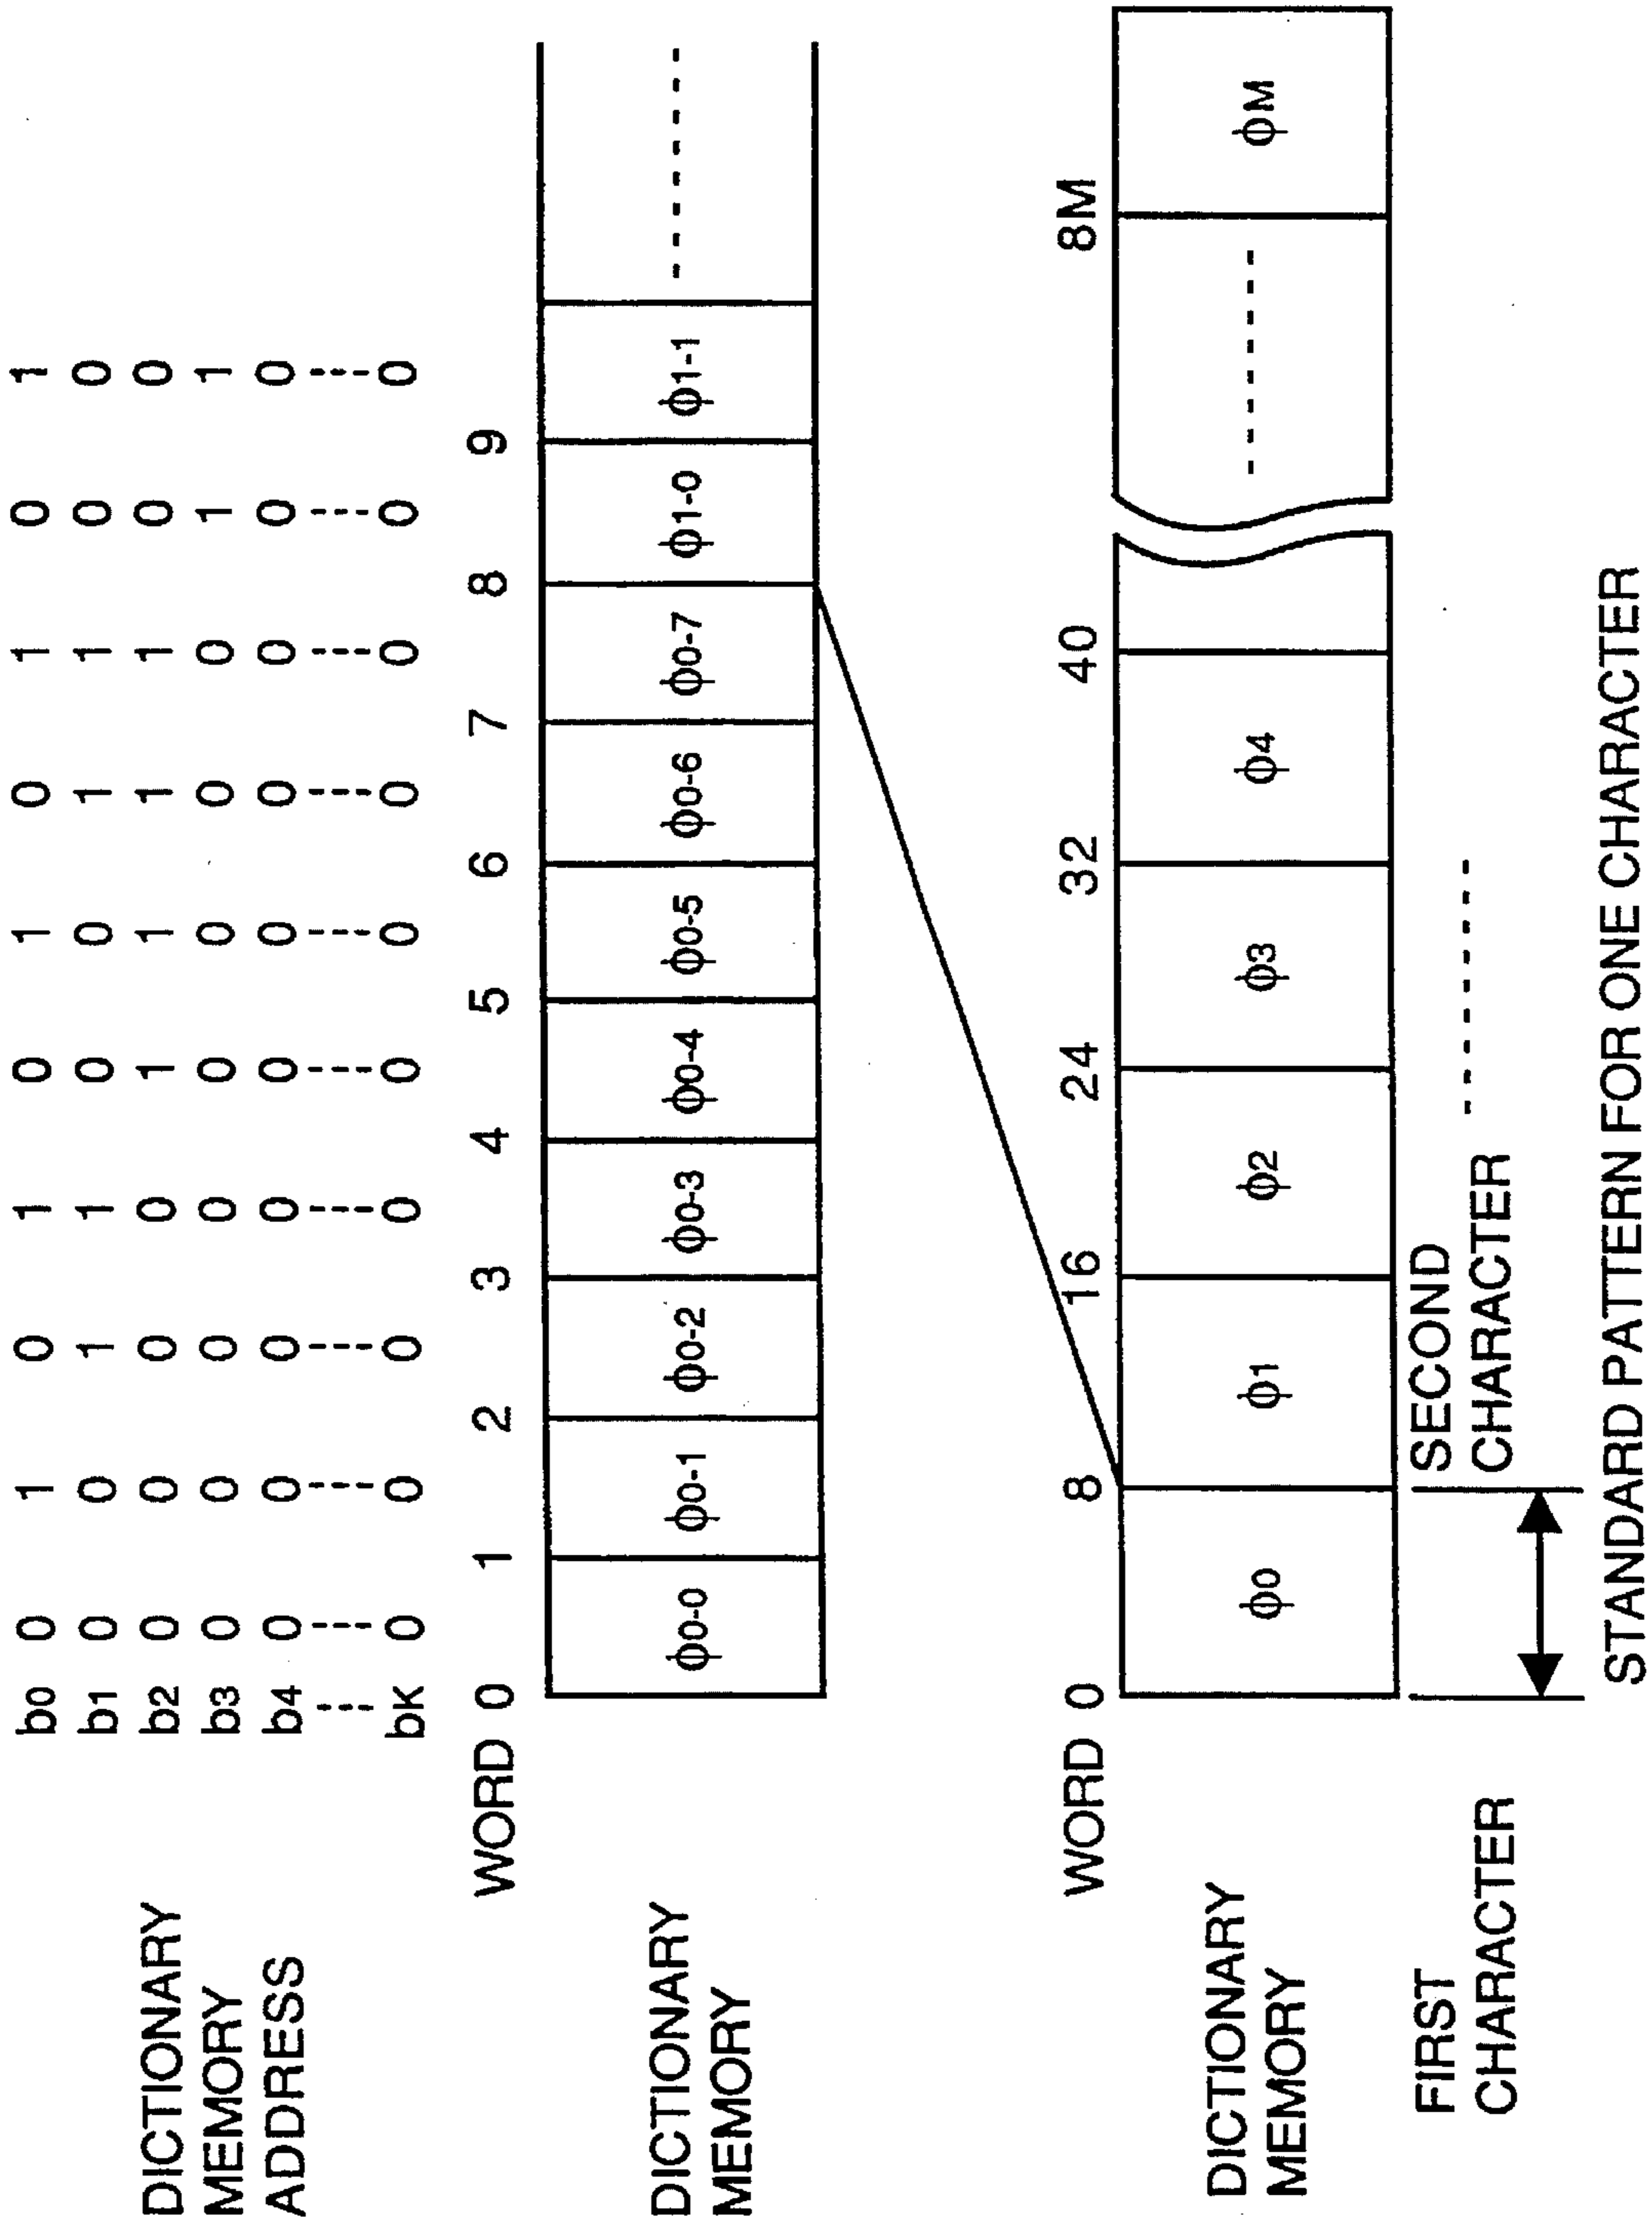 DICTIONARY
MEMORY
ADDRESS
b0 0 1 0 1 0 1 0 1 0 1
b1 0 0 1 1 0 0 1 1 0 0
b2 0 0 0 0 1 1 1 1 0 0
b3 0 0 0 0 0 0 0 0 1 1
b4 0 0 0 0 0 0 0 0 0 0
bK 0 0 0 0 0 0 0 0 0 0
WORD 0 1 2 3 4 5 6 7 8 9
DICTIONARY
MEMORY
ϕ0-0 ϕ0-1 ϕ0-2 ϕ0-3 ϕ0-4 ϕ0-5 ϕ0-6 ϕ0-7 ϕ1-0 ϕ1-1
WORD 0 8 16 24 32 40 8M
DICTIONARY
MEMORY
ϕ0 ϕ1 ϕ2 ϕ3 ϕ4 ϕM
FIRST
CHARACTER
SECOND
CHARACTER
STANDARD PATTERN FOR ONE CHARACTER